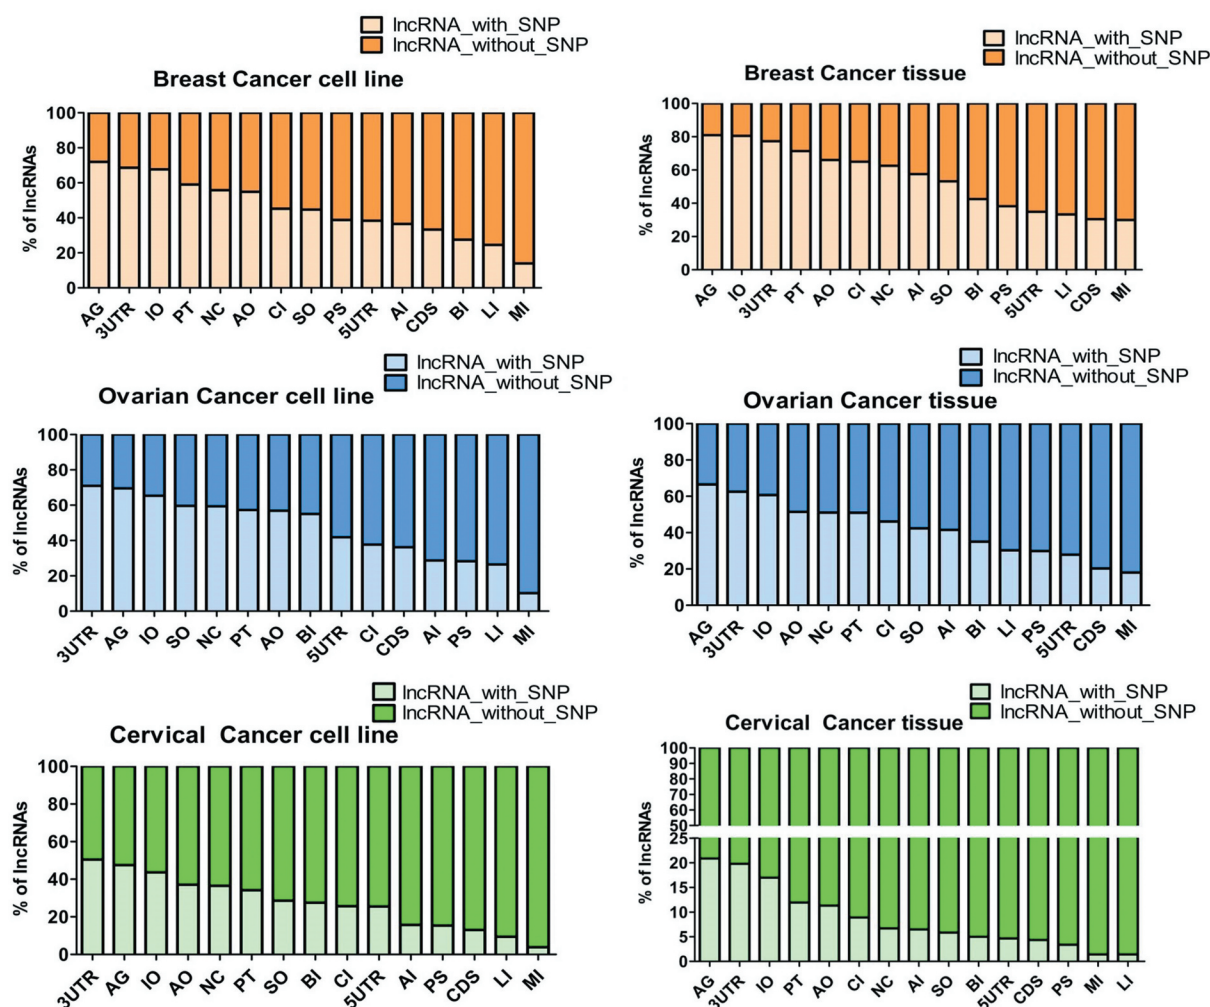 lncRNA_with_SNP
lncRNA_without_SNP
Breast Cancer cell line
% of lncRNAs
100
80
60
40
20
0
AG 3UTR IO PT NC AO CI SO PS 5UTR AI CDS BI LI MI
lncRNA_with_SNP
lncRNA_without_SNP
Breast Cancer tissue
% of lncRNAs
100
80
60
40
20
0
AG IO 3UTR PT AO CI NC AI SO BI PS 5UTR LI CDS MI
lncRNA_with_SNP
lncRNA_without_SNP
Ovarian Cancer cell line
% of lncRNAs
100
80
60
40
20
0
3UTR AG IO SO NC PT AO BI 5UTR CI CDS AI PS LI MI
lncRNA_with_SNP
lncRNA_without_SNP
Ovarian Cancer tissue
% of lncRNAs
100
80
60
40
20
0
AG 3UTR IO AO NC PT CI SO AI BI LI PS 5UTR CDS MI
lncRNA_with_SNP
lncRNA_without_SNP
Cervical Cancer cell line
% of lncRNAs
100
80
60
40
20
0
3UTR AG IO AO NC PT SO BI CI 5UTR AI PS CDS LI MI
lncRNA_with_SNP
lncRNA_without_SNP
Cervical Cancer tissue
% of lncRNAs
100
90
80
70
60
50
25
20
15
10
5
0
AG 3UTR IO PT AO CI NC AI SO BI 5UTR CDS PS MI LI